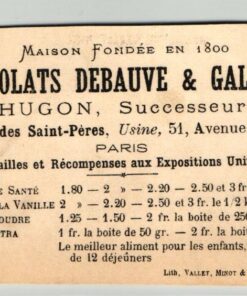 MAISON FONDÉE EN 1800
OLATS DEBAUVE & GAL
HUGON, Successeur
des Saint-Pères, Usine, 51, Avenue
PARIS
ailles et Récompenses aux Expositions Uni
E SANTÉ 1.80 — 2 » — 2.20 — 2.50 et 3 fr
LA VANILLE 2 » — 2.20 — 2.50 et 3 fr. le 1/2 k
OUDRE 1.25 — 1.50 — 2 fr. la boite de 250
TRA 1 fr. la boite de 50 gr. — 2 fr. la boite
Le meilleur aliment pour les enfants,
de 12 déjeûners
Lith. VALLET, MINOT &